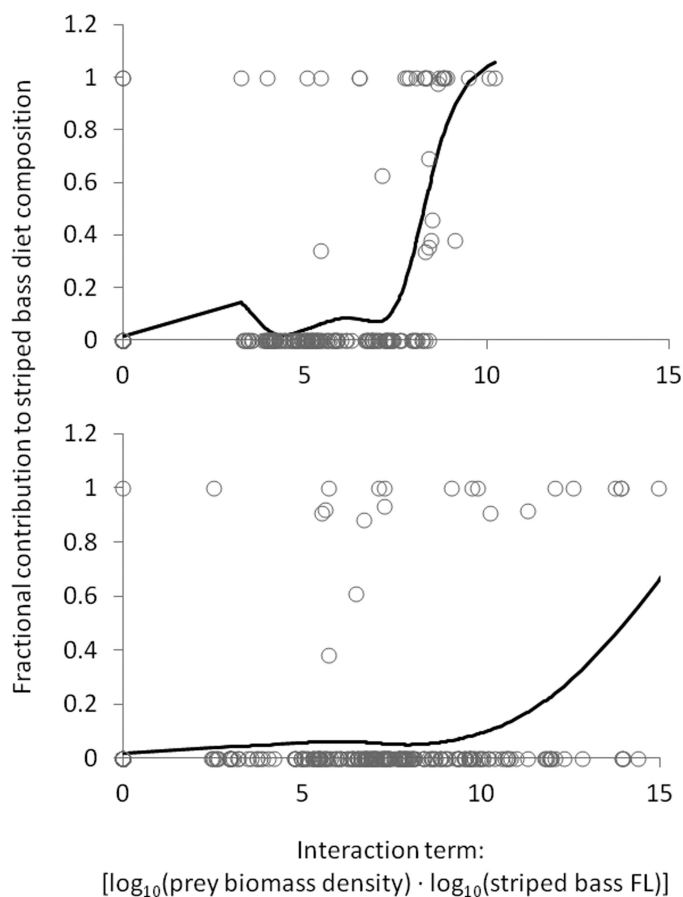 Fractional contribution to striped bass diet composition
1.2
1
0.8
0.6
0.4
0.2
0
0 5 10 15
1.2
1
0.8
0.6
0.4
0.2
0
0 5 10 15
Interaction term:
[log₁₀(prey biomass density) · log₁₀(striped bass FL)]